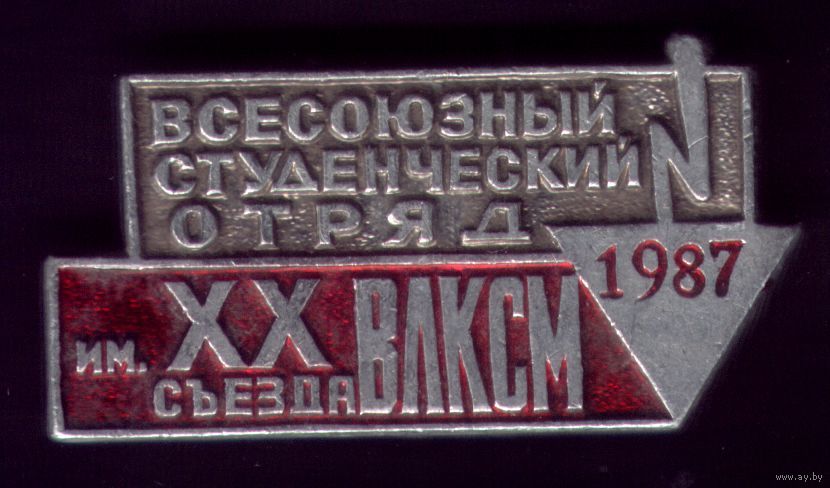 ВСЕСОЮЗНЫЙ
СТУДЕНЧЕСКИЙ
ОТРЯД
1987
ИМ. XX СЪЕЗДА ВЛКСМ
www.ay.by